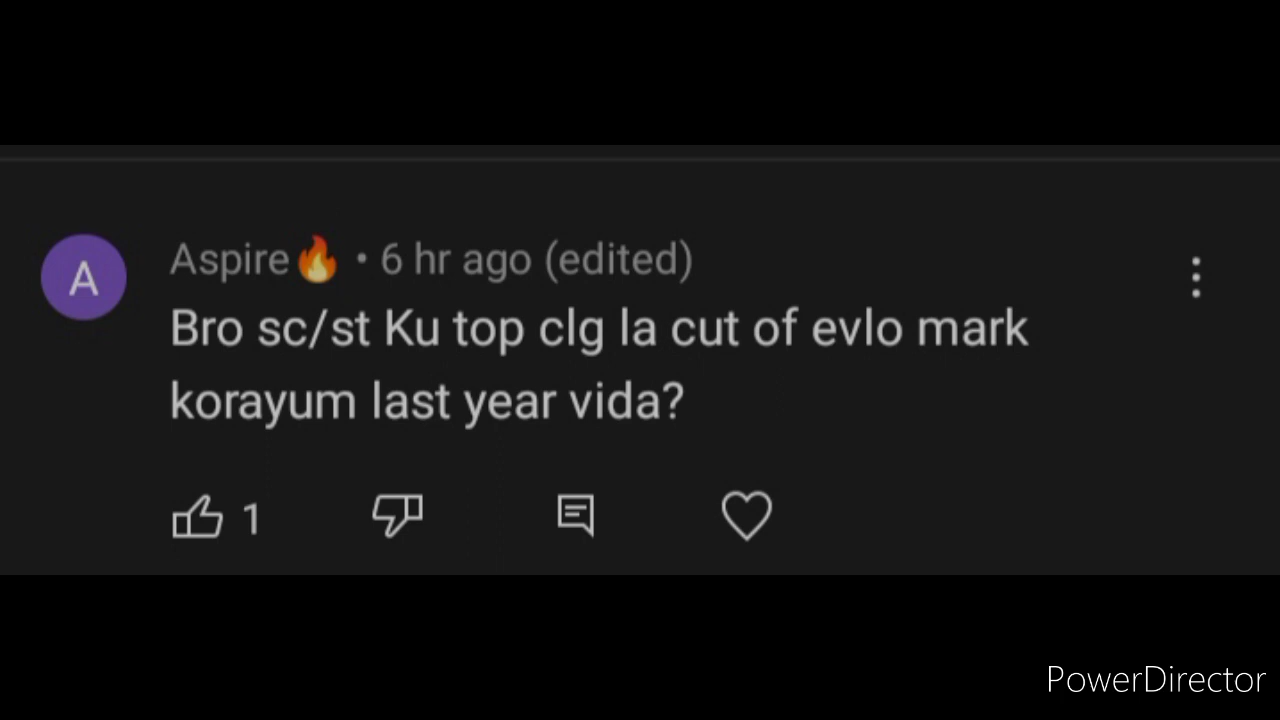 A
Aspire🔥 • 6 hr ago (edited)
Bro sc/st Ku top clg la cut of evlo mark
korayum last year vida?
1
PowerDirector